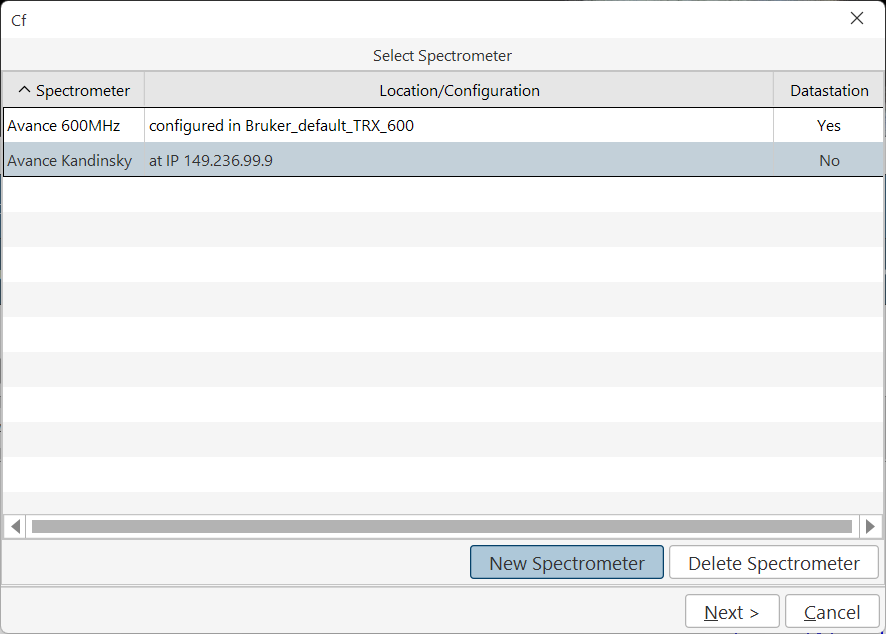 Cf
Select Spectrometer
Spectrometer Location/Configuration Datastation
Avance 600MHz configured in Bruker_default_TRX_600 Yes
Avance Kandinsky at IP 149.236.99.9 No
New Spectrometer Delete Spectrometer
Next > Cancel